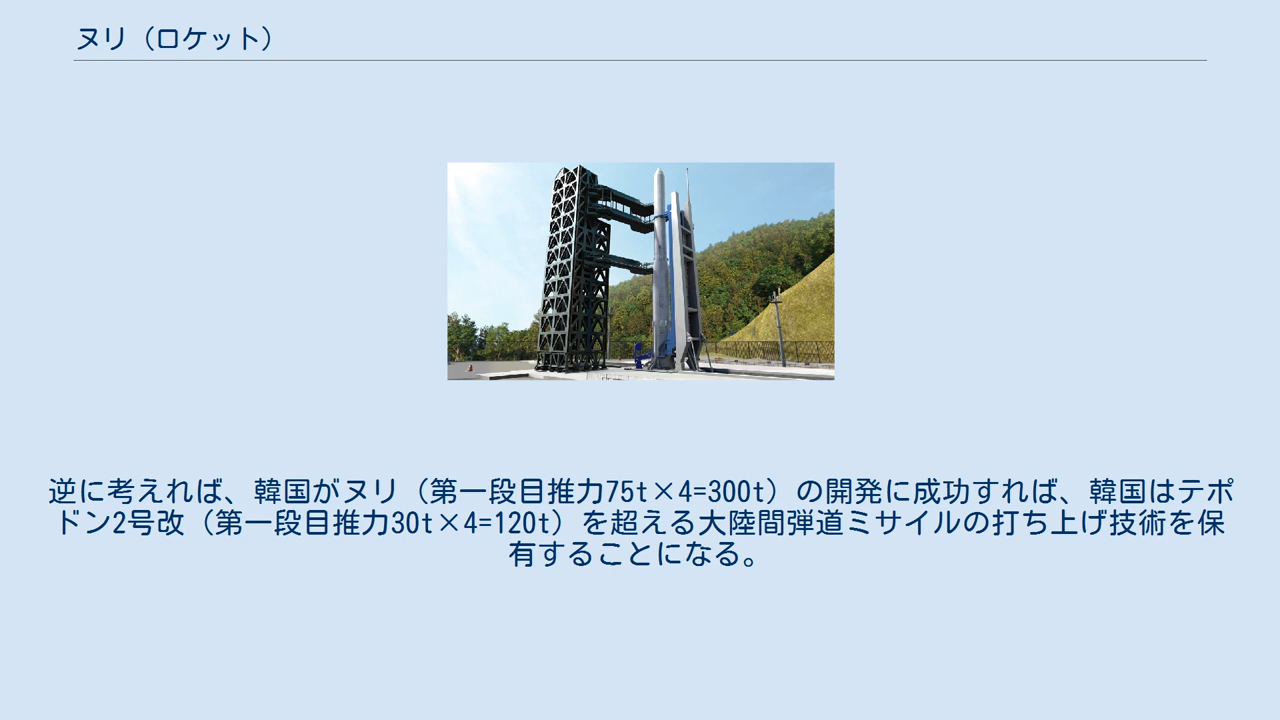 ヌリ（ロケット）
逆に考えれば、韓国がヌリ（第一段目推力75t×4=300t）の開発に成功すれば、韓国はテポ
ドン2号改（第一段目推力30t×4=120t）を超える大陸間弾道ミサイルの打ち上げ技術を保
有することになる。